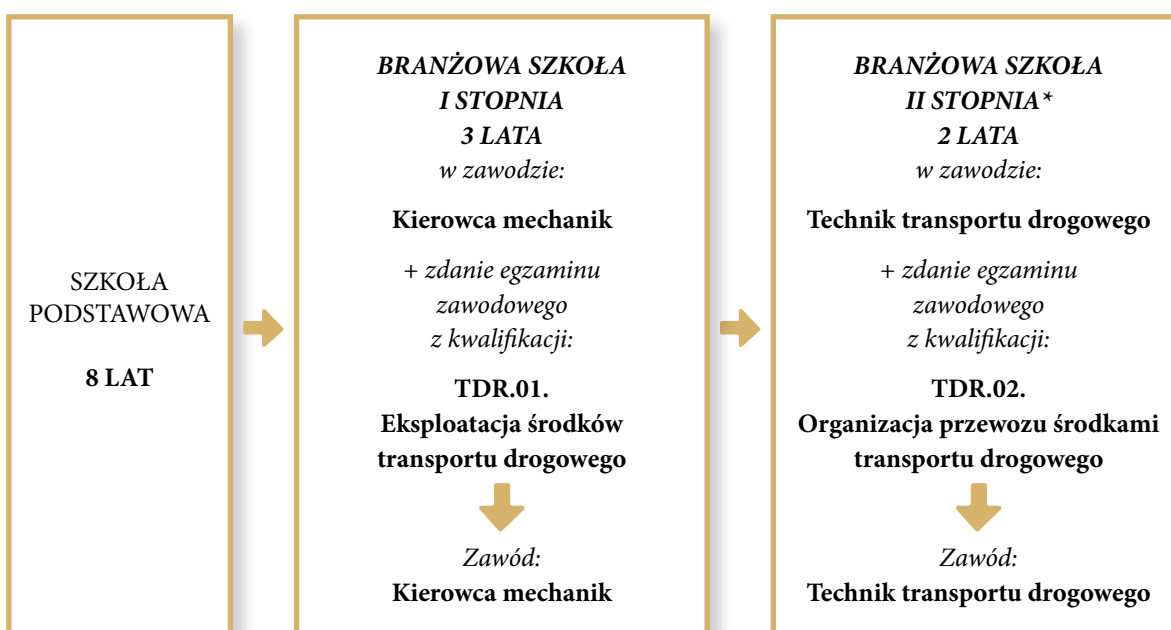 SZKOŁA
PODSTAWOWA
8 LAT
BRANŻOWA SZKOŁA
I STOPNIA
3 LATA
w zawodzie:
Kierowca mechanik
+ zdanie egzaminu
zawodowego
z kwalifikacji:
TDR.01.
Eksploatacja środków
transportu drogowego
Zawód:
Kierowca mechanik
BRANŻOWA SZKOŁA
II STOPNIA*
2 LATA
w zawodzie:
Technik transportu drogowego
+ zdanie egzaminu
zawodowego
z kwalifikacji:
TDR.02.
Organizacja przewozu środkami
transportu drogowego
Zawód:
Technik transportu drogowego